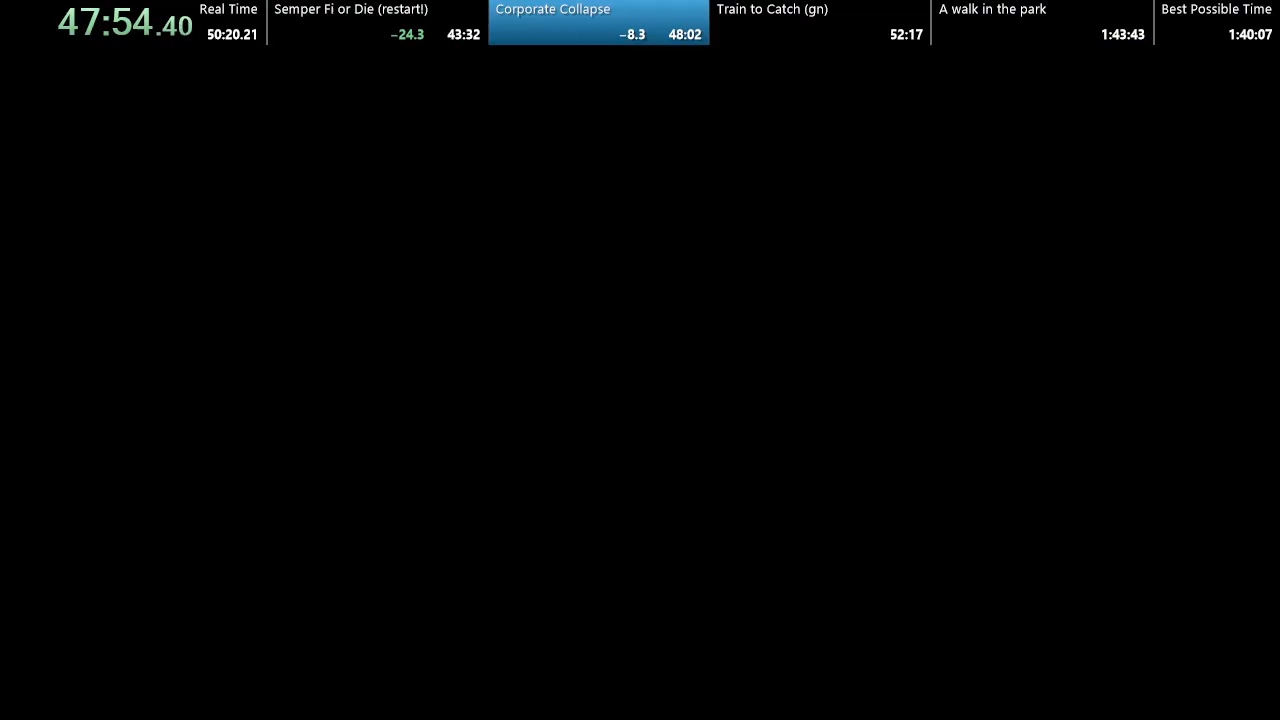 47:54.40
Real Time
50:20.21
Semper Fi or Die (restart!)
−24.3 43:32
Corporate Collapse
−8.3 48:02
Train to Catch (gn)
52:17
A walk in the park
1:43:43
Best Possible Time
1:40:07